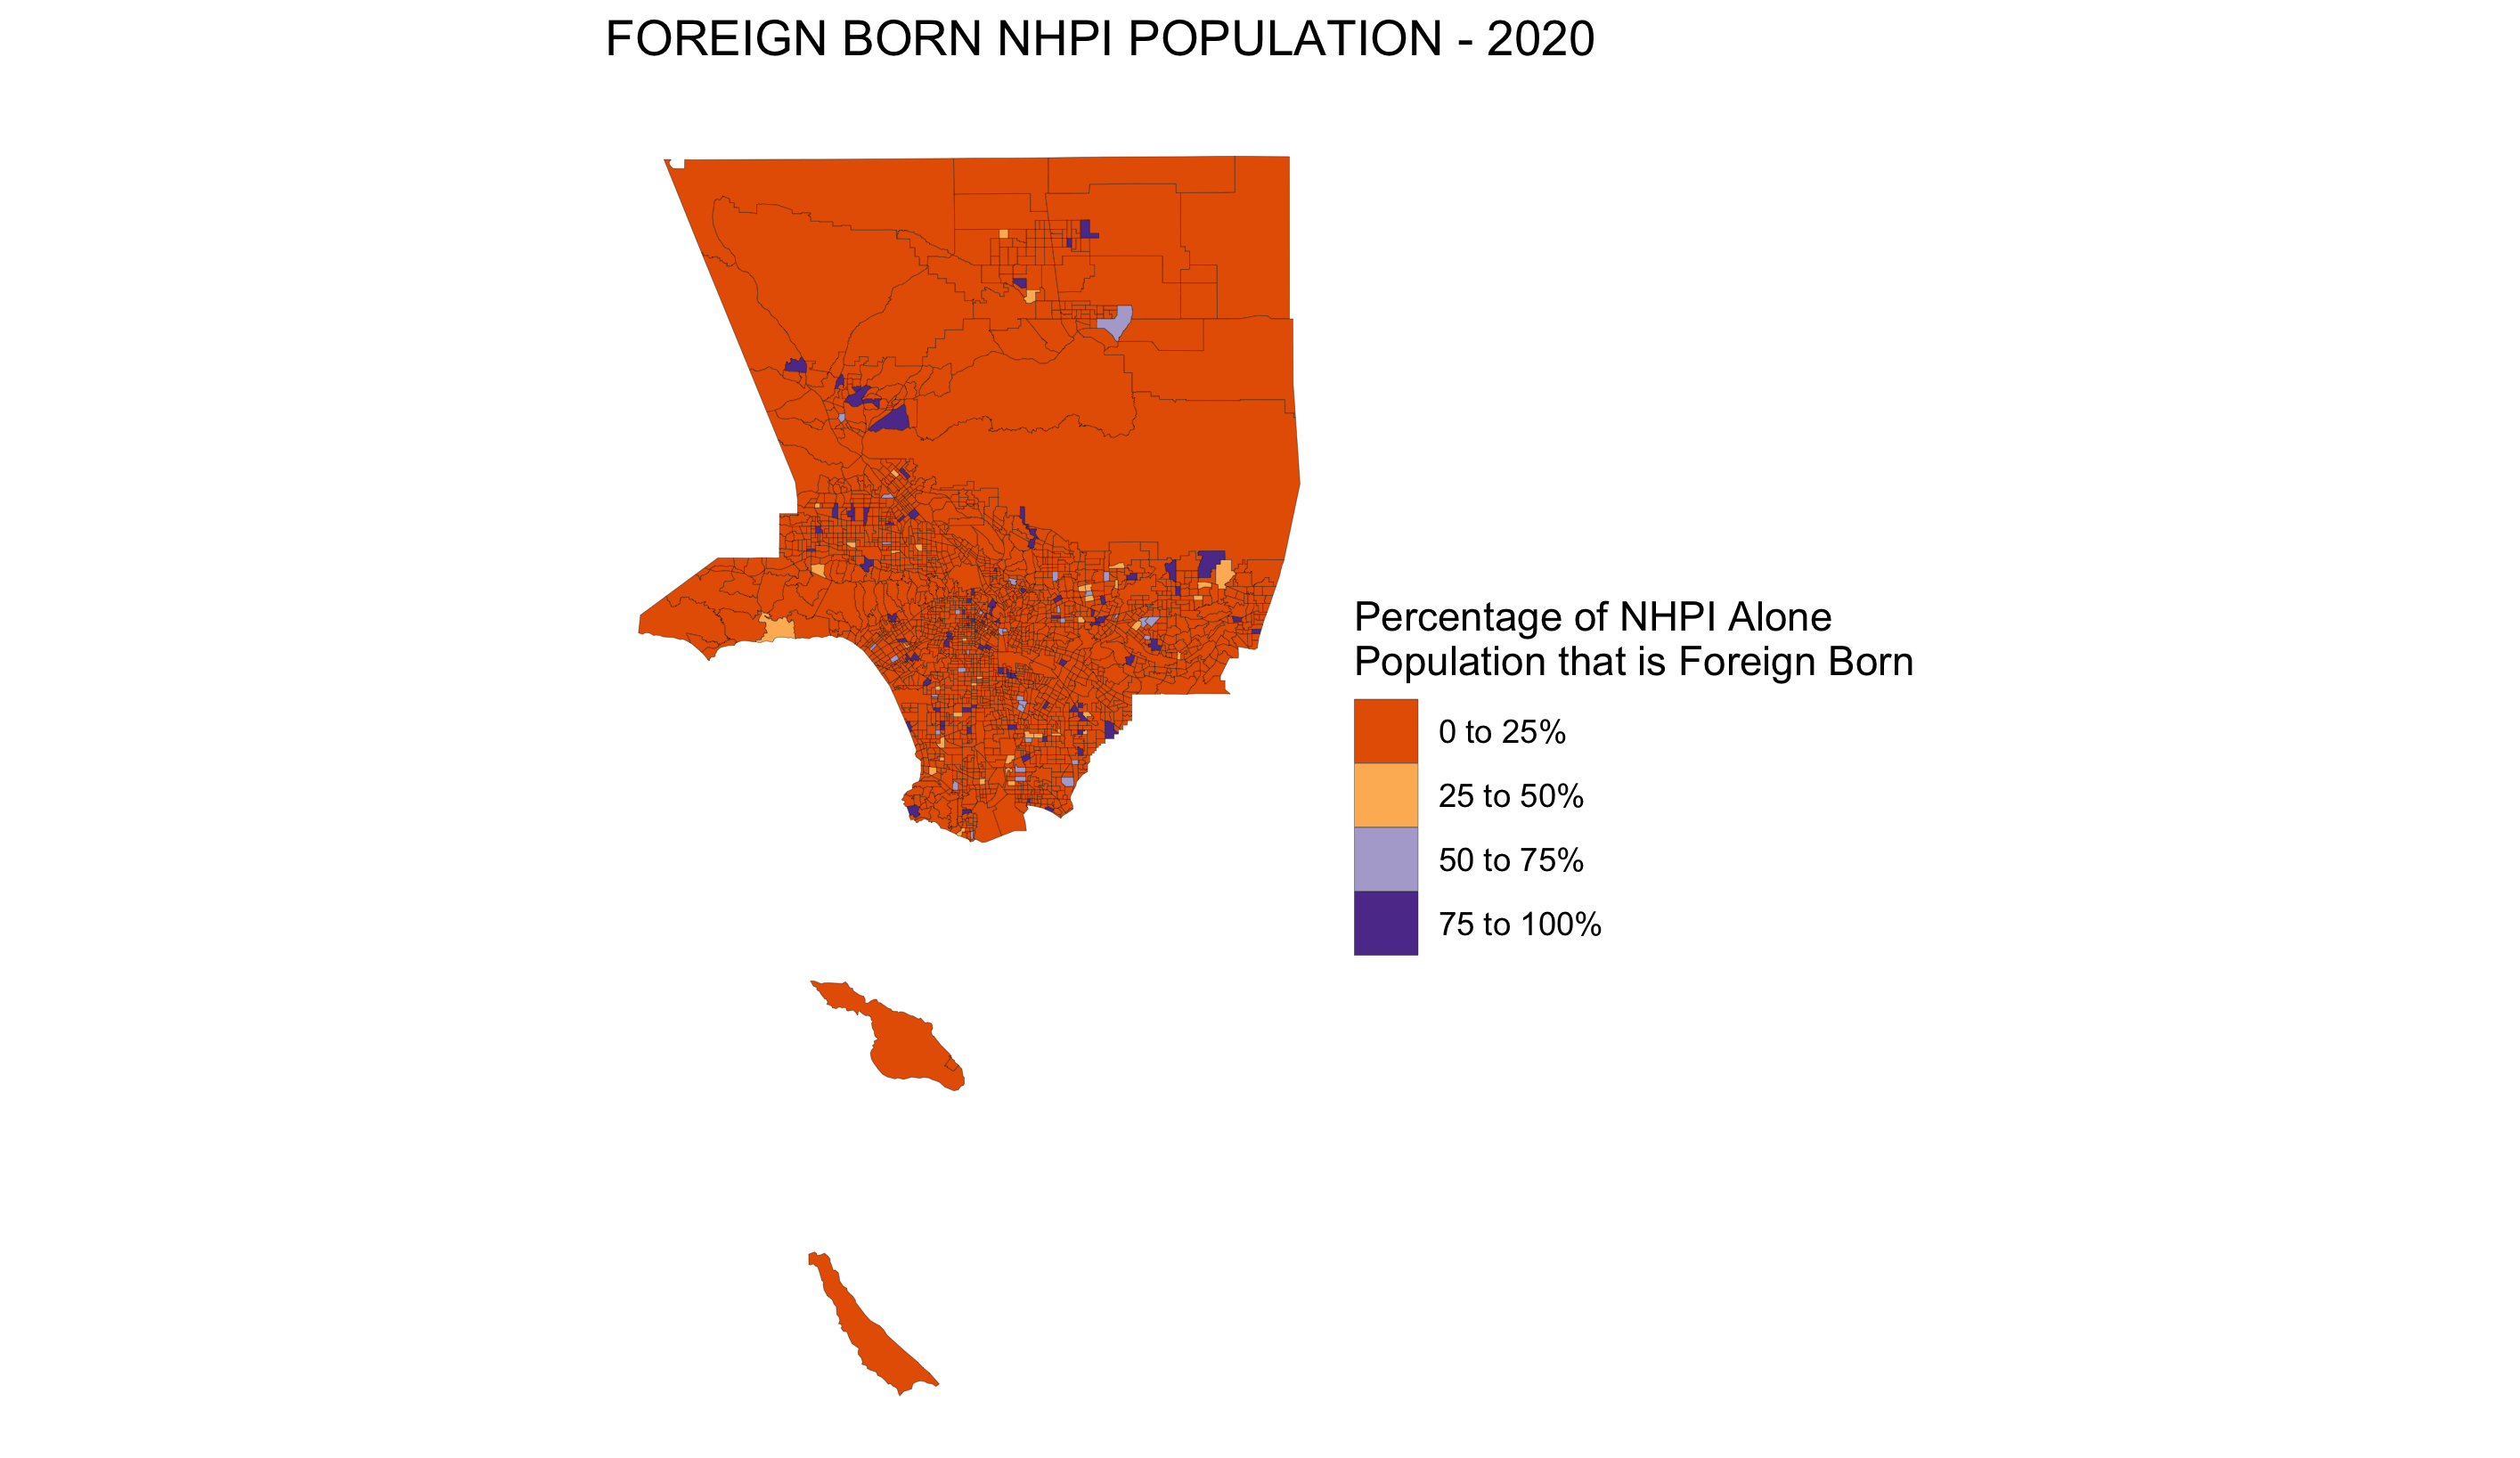 FOREIGN BORN NHPI POPULATION - 2020
Percentage of NHPI Alone
Population that is Foreign Born
0 to 25%
25 to 50%
50 to 75%
75 to 100%